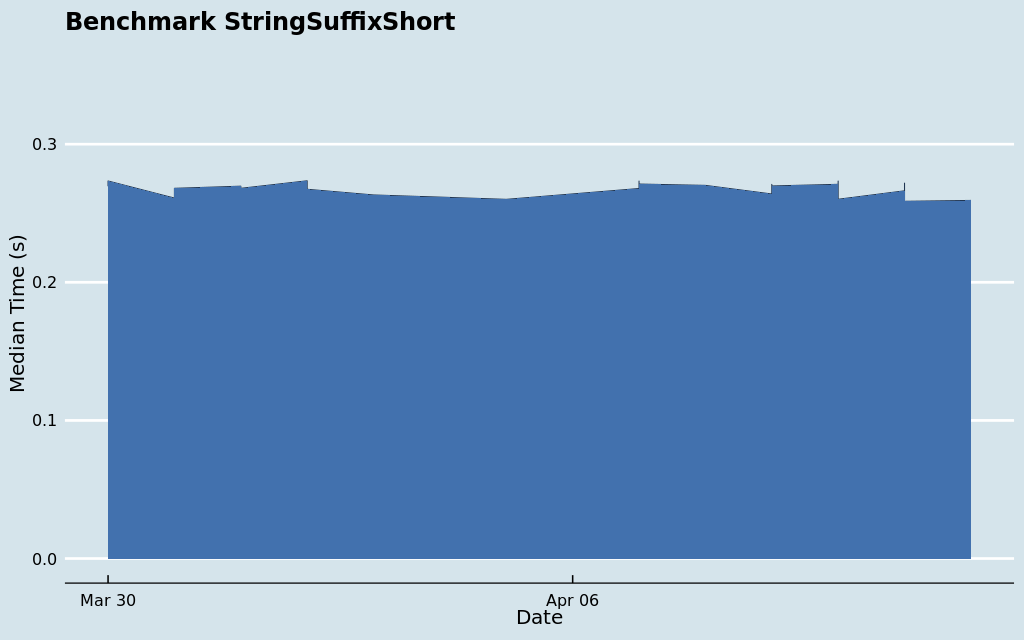 Benchmark StringSuffixShort
0.3
0.2
0.1
0.0
Median Time (s)
Mar 30
Apr 06
Date